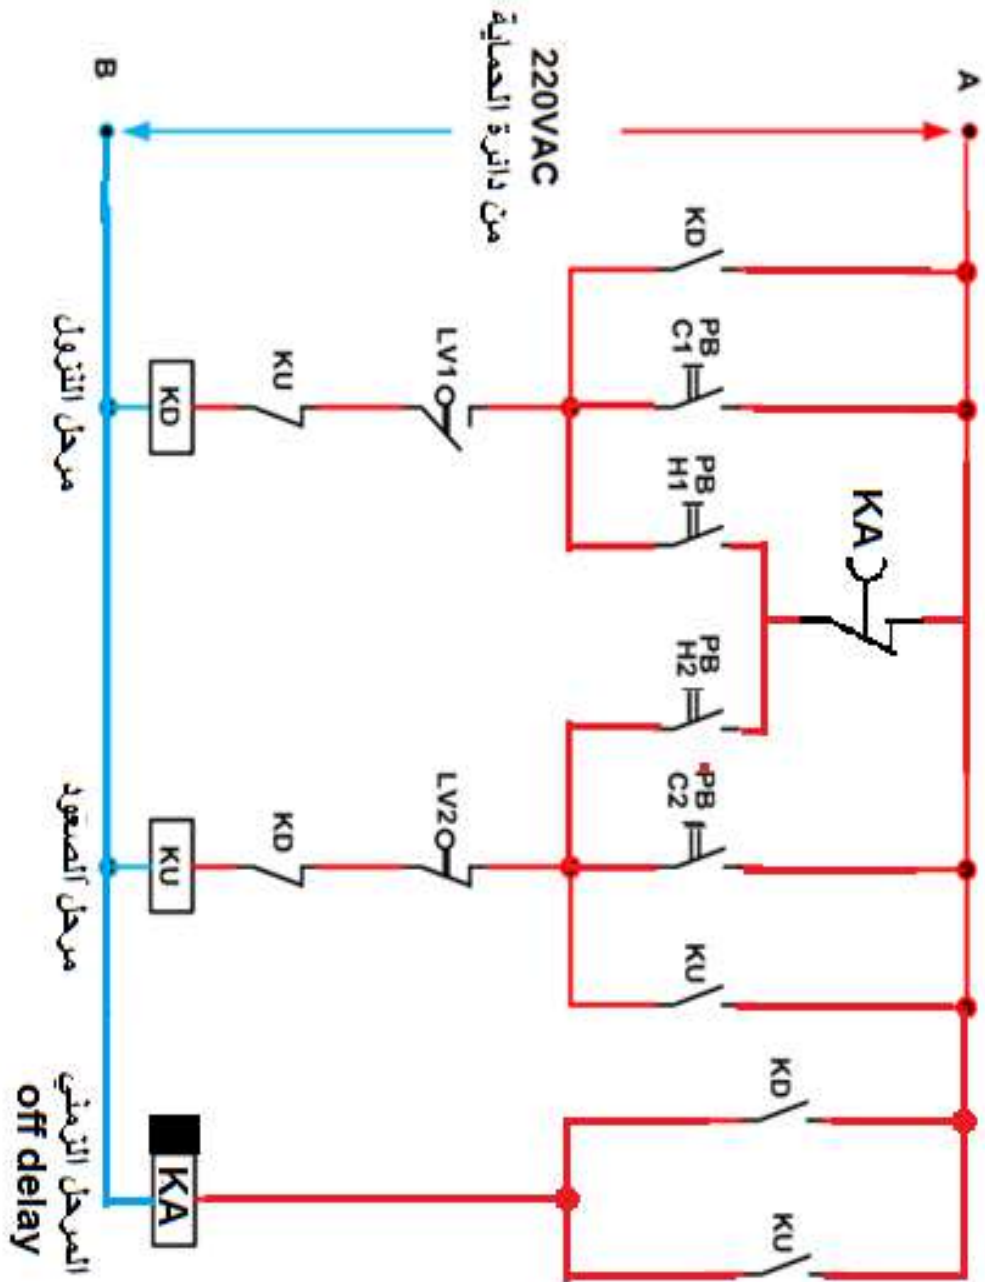 A
KA
KD
KU
KD
PB
C1
PB
H1
PB
H2
PB
C2
KU
220VAC
من دائرة الحماية
LV1
LV2
KU
KD
KD
KU
KA
B
مرحل النزول
مرحل الصعود
المرحل الزمني
off delay